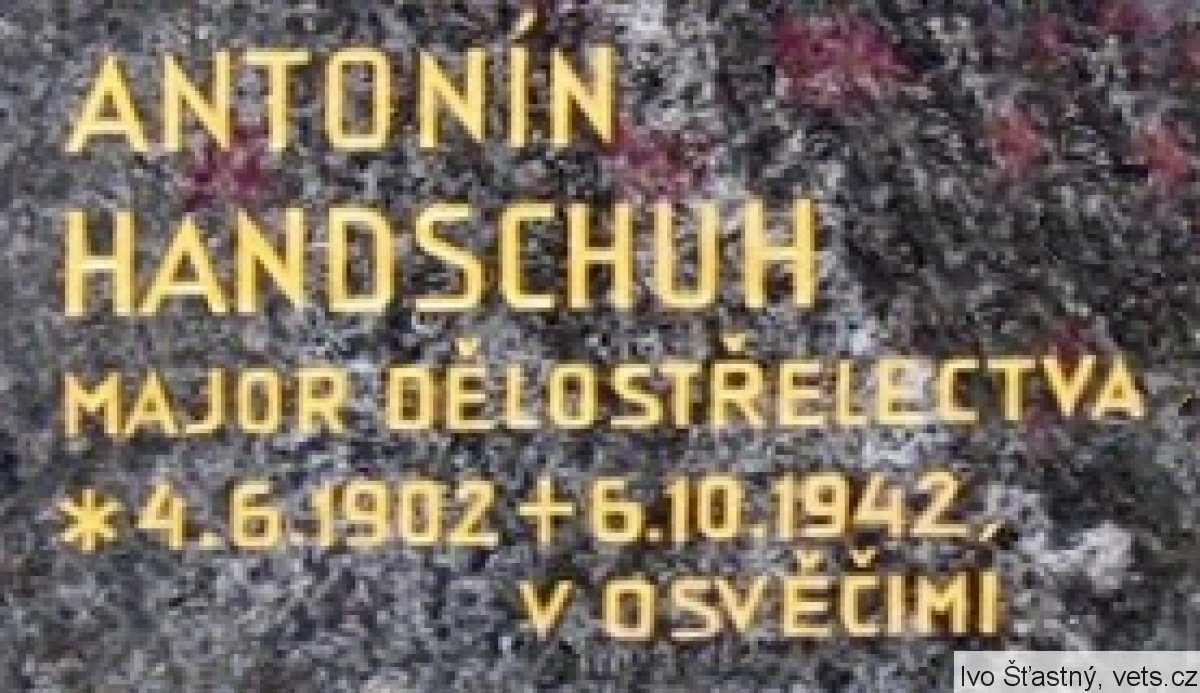 ANTONÍN
HANDSCHUH
MAJOR DĚLOSTŘELECTVA
* 4.6.1902 + 6.10.1942,
V OSVĚČIMI
Ivo Šťastný, vets.cz